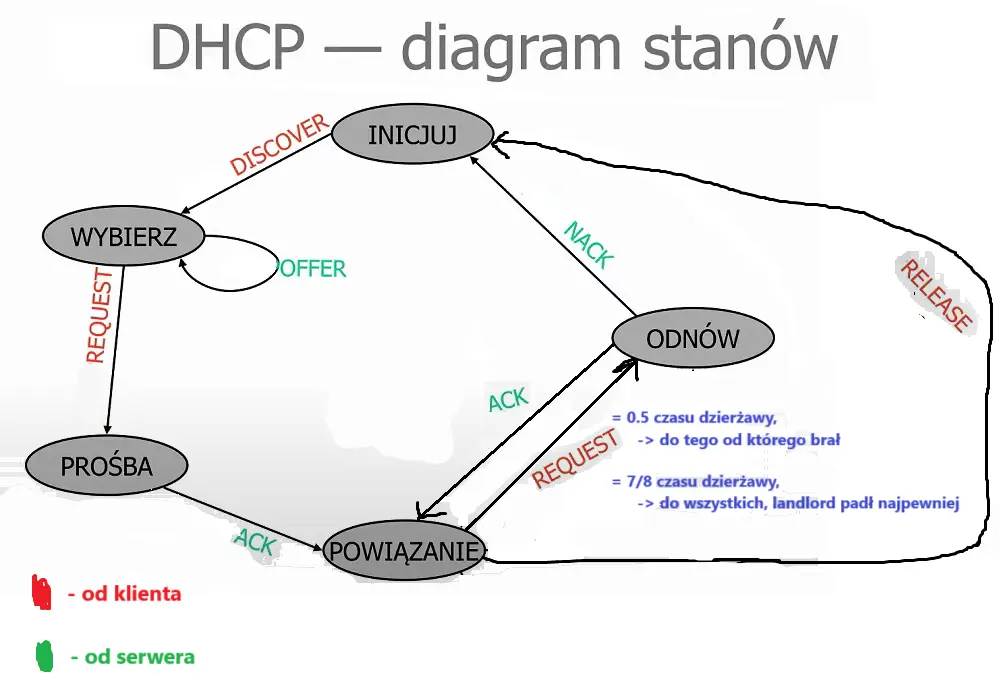 DHCP — diagram stanów
INICJUJ
DISCOVER
WYBIERZ
OFFER
NACK
RELEASE
REQUEST
ODNÓW
ACK
= 0.5 czasu dzierżawy,
-> do tego od którego brał
REQUEST
PROŚBA
= 7/8 czasu dzierżawy,
-> do wszystkich, landlord padł najpewniej
ACK
POWIĄZANIE
- od klienta
- od serwera